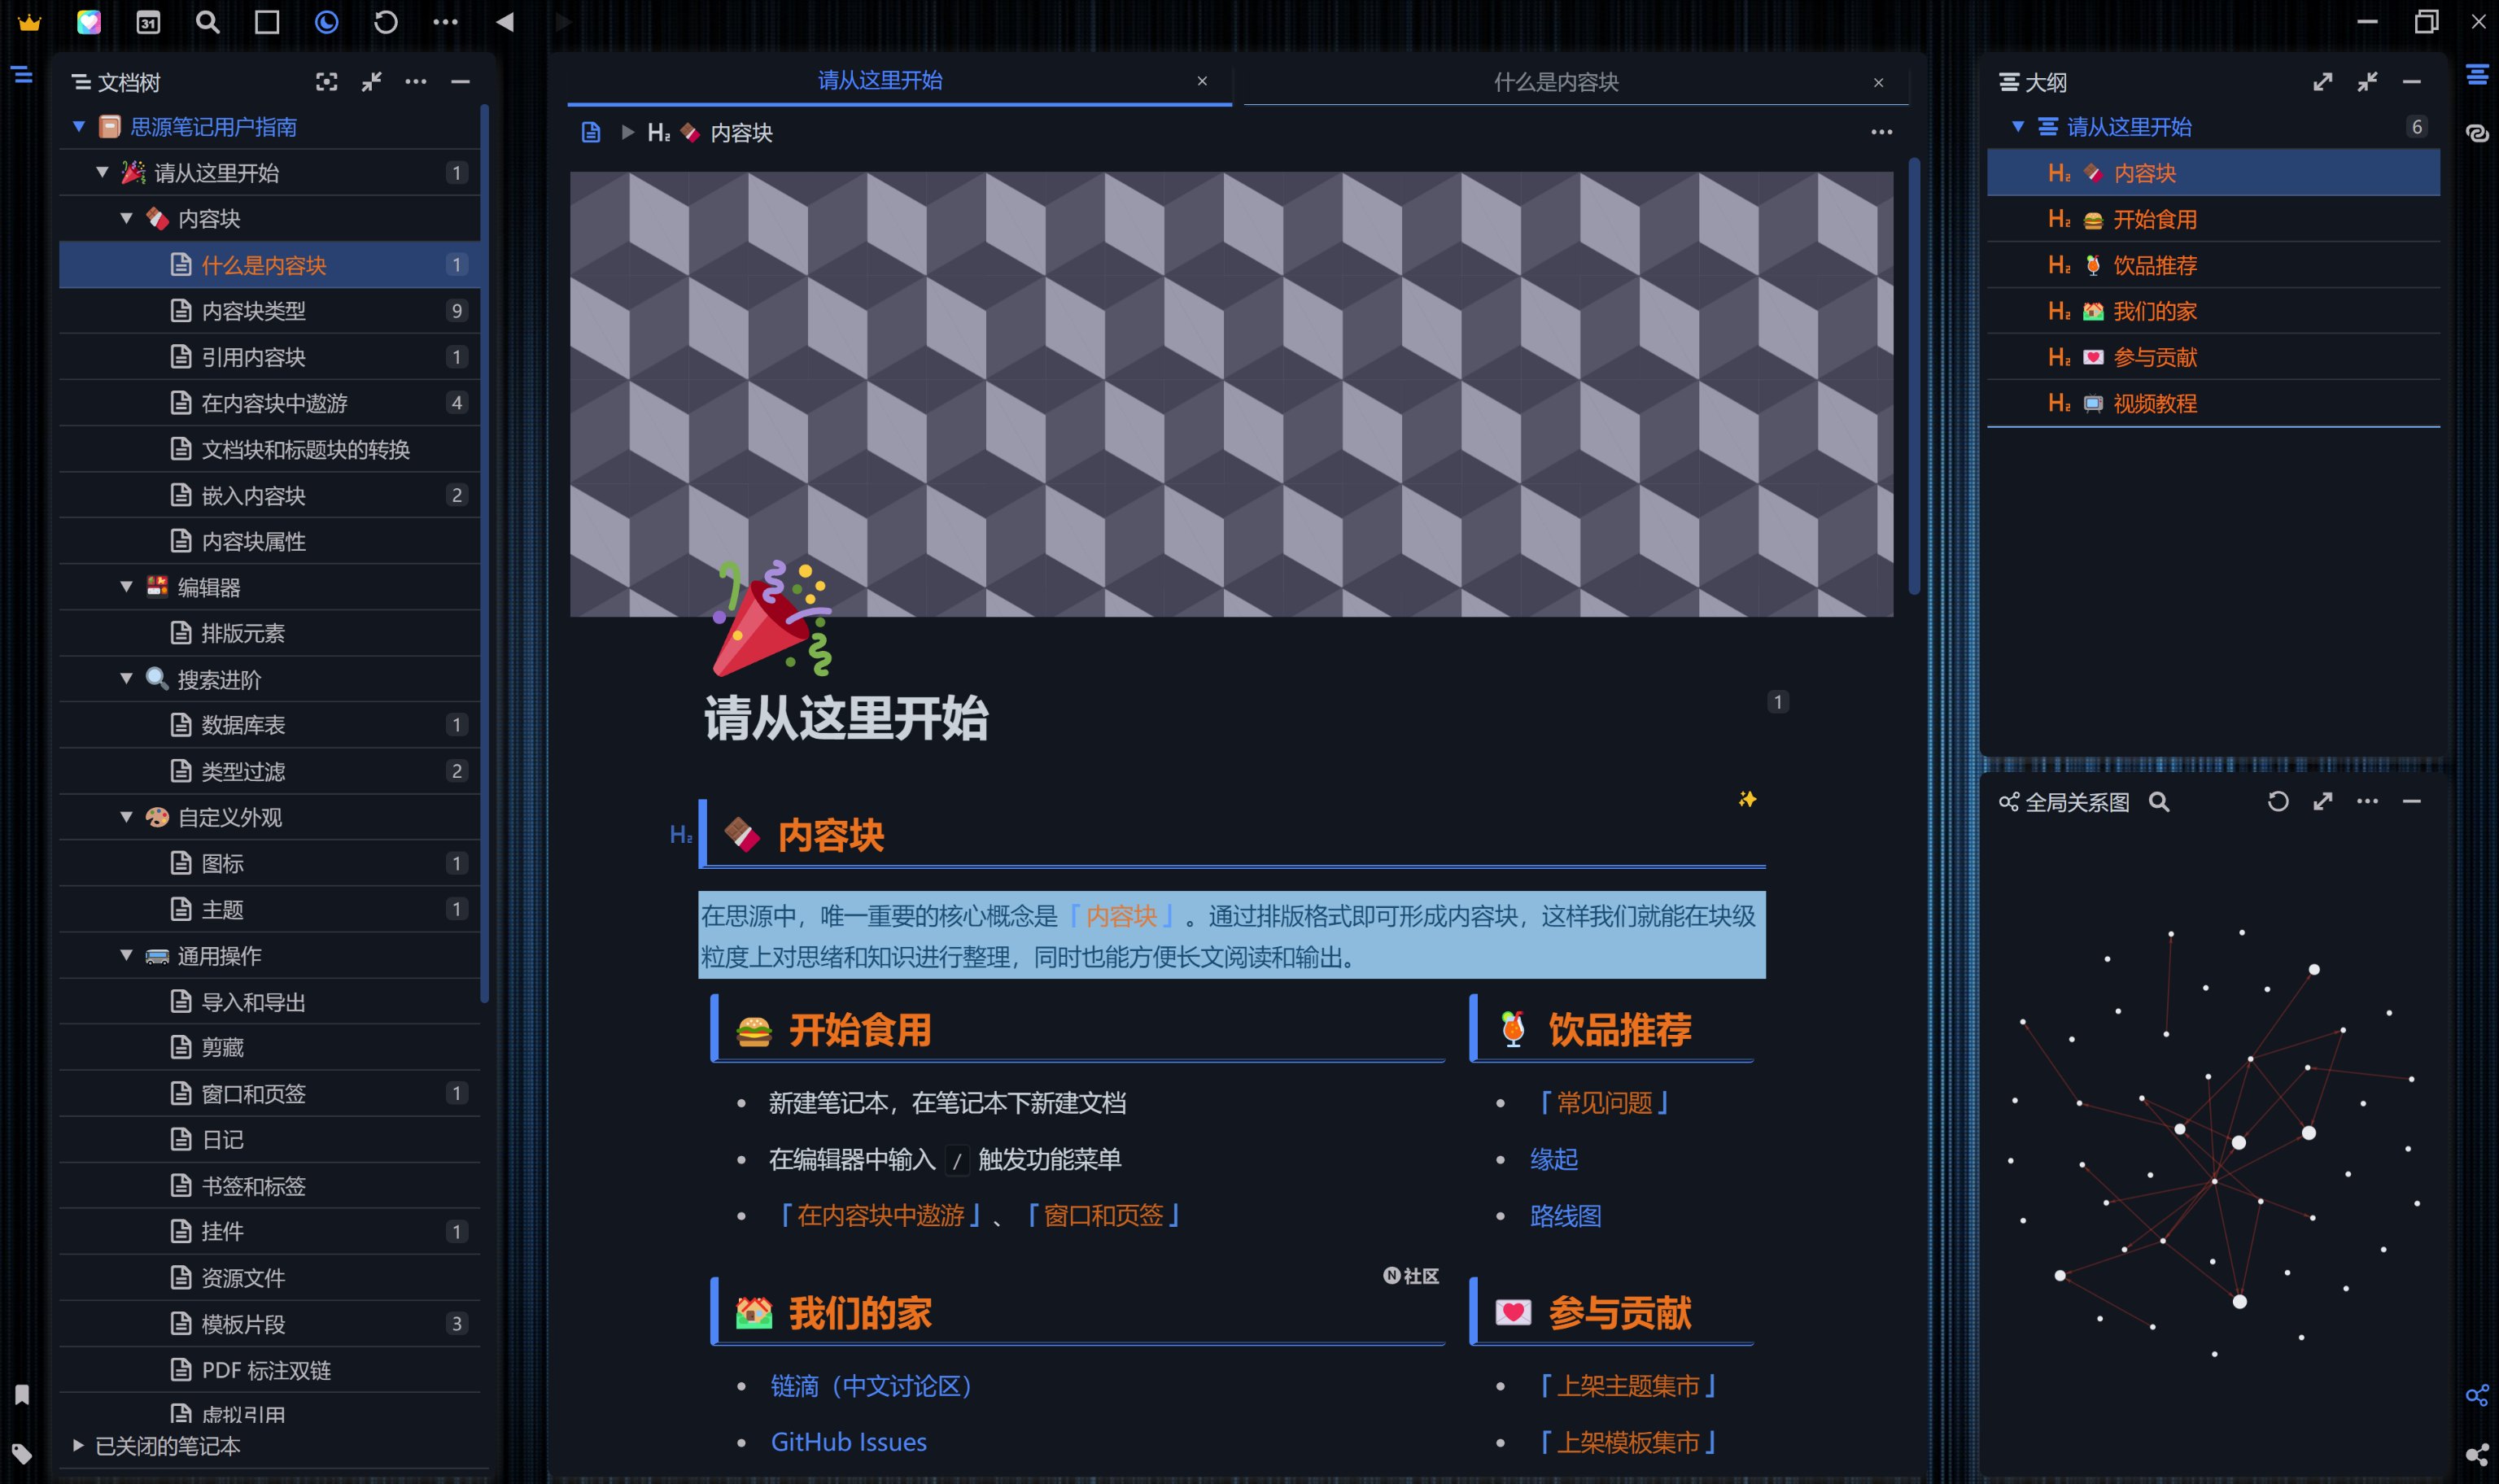 31
文档树
思源笔记用户指南
请从这里开始 1
内容块
什么是内容块 1
内容块类型 9
引用内容块 1
在内容块中遨游 4
文档块和标题块的转换
嵌入内容块 2
内容块属性
编辑器
排版元素
搜索进阶
数据库表 1
类型过滤 2
自定义外观
图标 1
主题 1
通用操作
导入和导出
剪藏
窗口和页签 1
日记
书签和标签
挂件 1
资源文件
模板片段 3
PDF 标注双链
虚拟引用
已关闭的笔记本
请从这里开始
什么是内容块
H2 内容块
请从这里开始 1
H2 内容块
在思源中，唯一重要的核心概念是「内容块」。通过排版格式即可形成内容块，这样我们就能在块级
粒度上对思绪和知识进行整理，同时也能方便长文阅读和输出。
开始食用
• 新建笔记本，在笔记本下新建文档
• 在编辑器中输入 / 触发功能菜单
• 「在内容块中遨游」、「窗口和页签」
饮品推荐
• 「常见问题」
• 缘起
• 路线图
N社区
我们的家
• 链滴（中文讨论区）
• GitHub Issues
参与贡献
• 「上架主题集市」
• 「上架模板集市」
大纲
请从这里开始 6
H2 内容块
H2 开始食用
H2 饮品推荐
H2 我们的家
H2 参与贡献
H2 视频教程
全局关系图